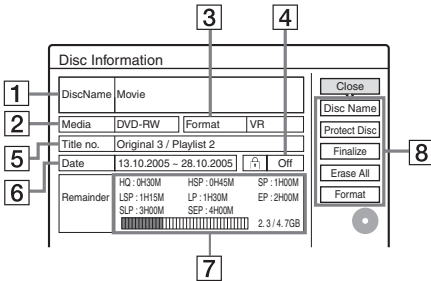 3
4
Disc Information
1
DiscName Movie
Close
Disc Name
2
Media DVD-RW Format VR
Protect Disc
5
Title no. Original 3 / Playlist 2
Finalize
8
6
Date 13.10.2005 ~ 28.10.2005 Off
Erase All
Remainder
HQ : 0H30M HSP : 0H45M SP : 1H00M
LSP : 1H15M LP : 1H30M EP : 2H00M
SLP : 3H00M SEP : 4H00M
Format
2.3 / 4.7GB
7